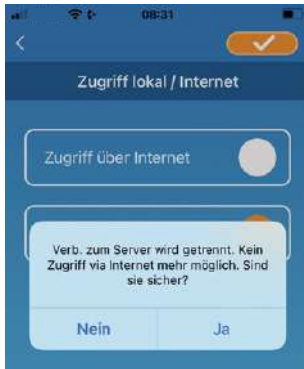 08:31
Zugriff lokal / Internet
Zugriff über Internet
Verb. zum Server wird getrennt. Kein
Zugriff via Internet mehr möglich. Sind
sie sicher?
Nein
Ja